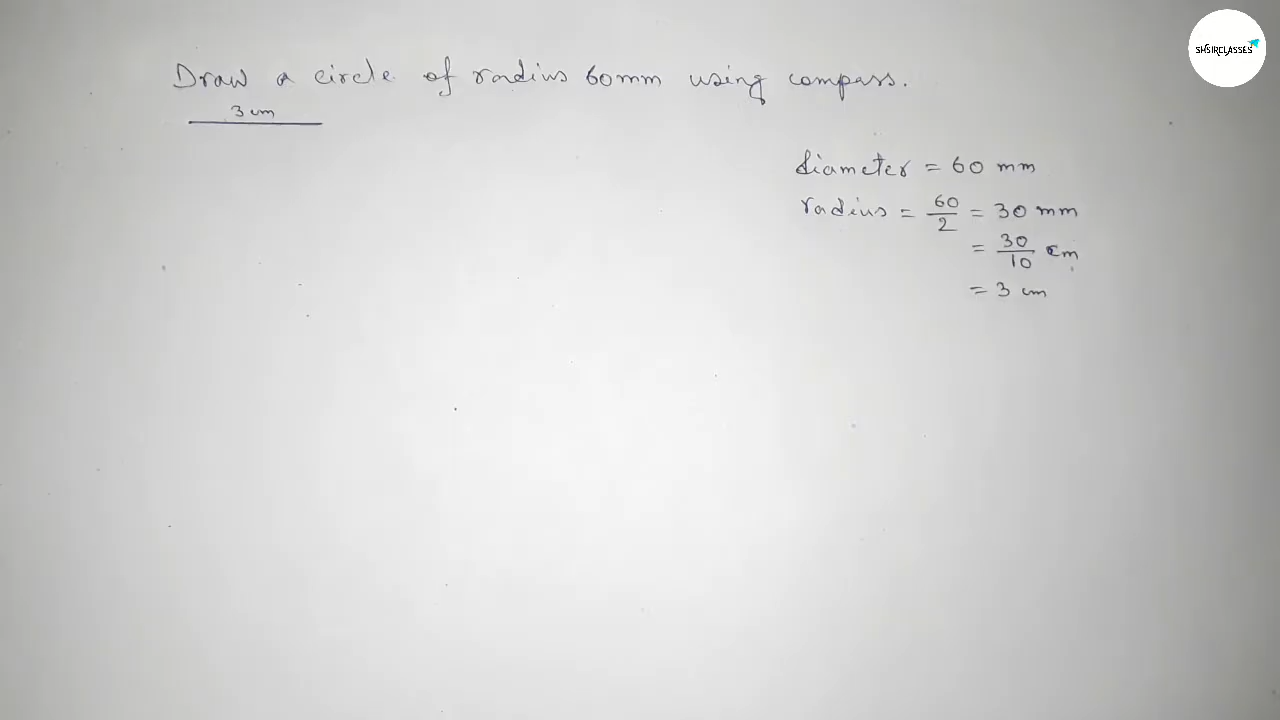 SHSIRCLASSES
Draw a circle of radius 60mm using compass.
3 cm
diameter = 60 mm
radius = 60/2 = 30 mm
= 30/10 cm
= 3 cm